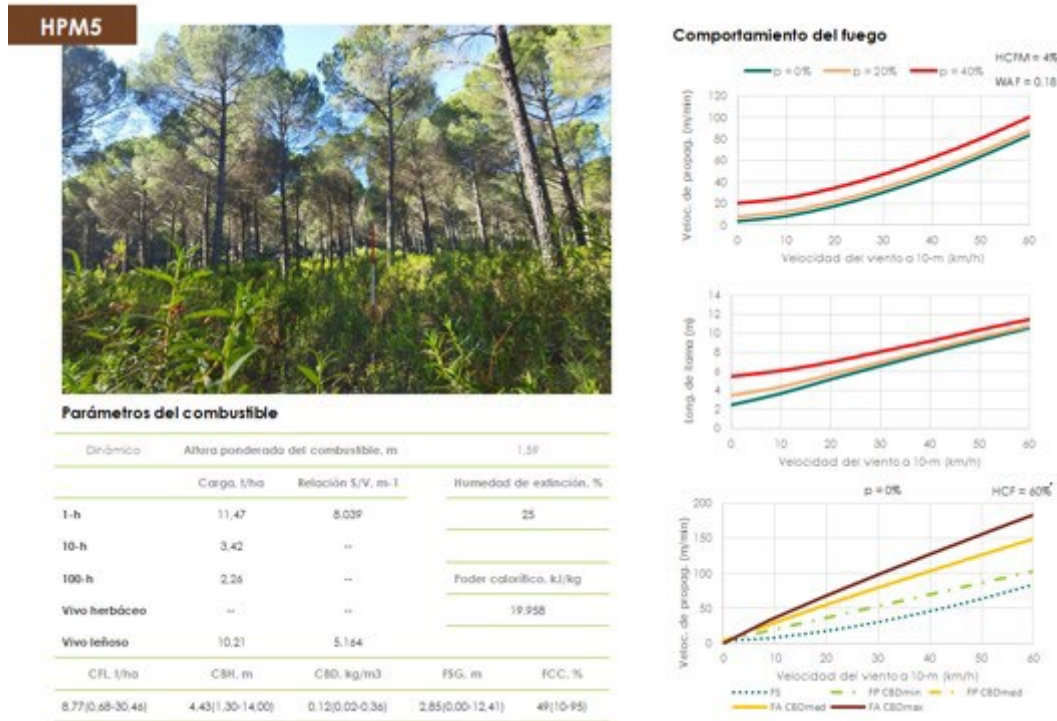 HPM5
Parámetros del combustible
Dinámico Altura ponderada del combustible, m 1,59
Carga, t/ha Relación S/V, m-1 Humedad de extinción, %
1-h 11,47 8.039 25
10-h 3,42 --
100-h 2,26 -- Poder calorífico, kJ/kg
Vivo herbáceo -- -- 19.958
Vivo leñoso 10,21 5.164
CFL, t/ha CBH, m CBD, kg/m3 FSG, m FCC, %
8,77(0,68-30,46) 4,43(1,30-14,00) 0,12(0,02-0,36) 2,85(0,00-12,41) 49(10-95)
Comportamiento del fuego
HCFM = 4%
p = 0% p = 20% p = 40%
WAF = 0,18
Veloc. de propag. (m/min)
120
100
80
60
40
20
0
0 10 20 30 40 50 60
Velocidad del viento a 10-m (km/h)
Long. de llama (m)
14
12
10
8
6
4
2
0
0 10 20 30 40 50 60
Velocidad del viento a 10-m (km/h)
p = 0% HCF = 60%*
Veloc. de propag. (m/min)
200
150
100
50
0
0 10 20 30 40 50 60
Velocidad del viento a 10-m (km/h)
FS FP CBDmin FP CBDmed
FA CBDmed FA CBDmax